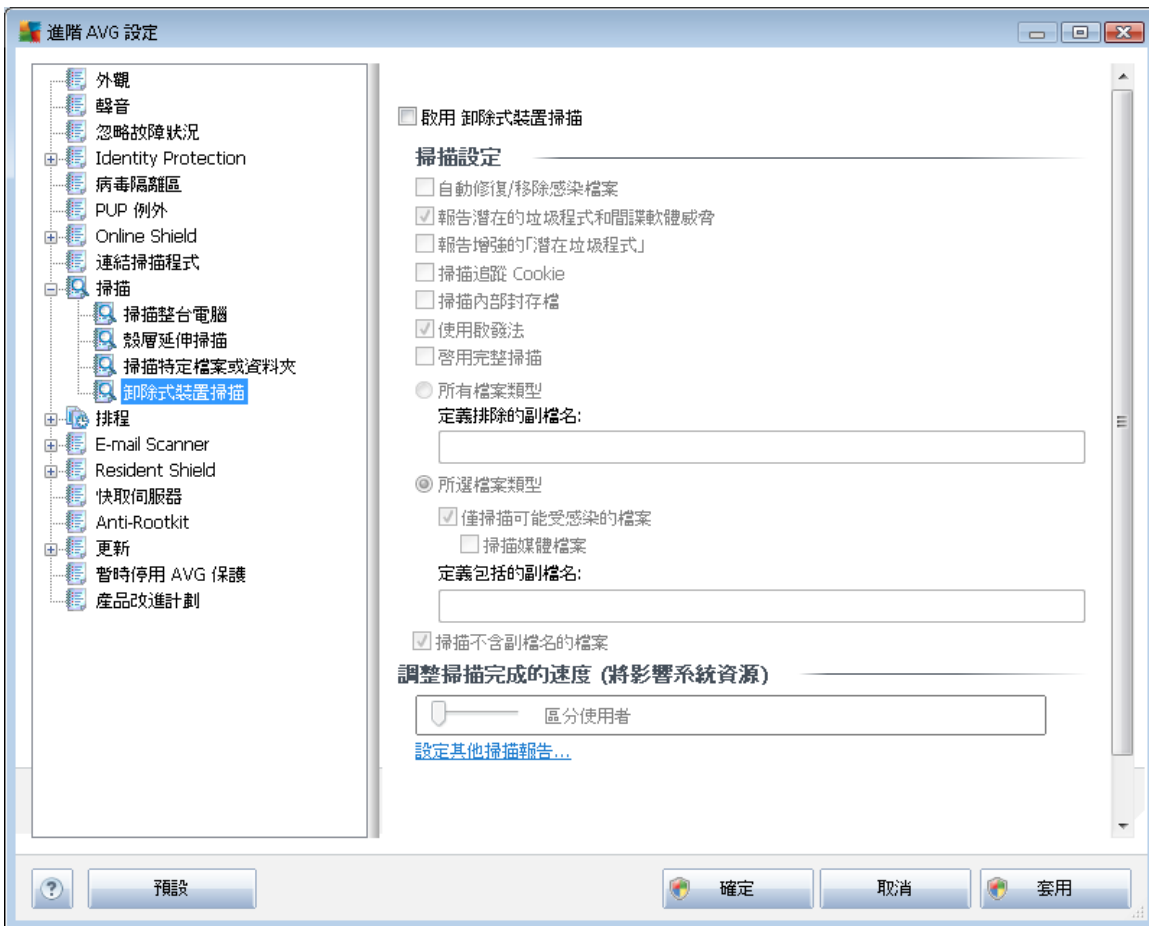 進階 AVG 設定
外觀
聲音
忽略故障狀況
Identity Protection
病毒隔離區
PUP 例外
Online Shield
連結掃描程式
掃描
掃描整台電腦
殼層延伸掃描
掃描特定檔案或資料夾
卸除式裝置掃描
排程
E-mail Scanner
Resident Shield
快取伺服器
Anti-Rootkit
更新
暫時停用 AVG 保護
產品改進計劃
啟用 卸除式裝置掃描
掃描設定
自動修復/移除感染檔案
報告潛在的垃圾程式和間諜軟體威脅
報告增強的「潛在垃圾程式」
掃描追蹤 Cookie
掃描內部封存檔
使用啟發法
啓用完整掃描
所有檔案類型
定義排除的副檔名:
所選檔案類型
僅掃描可能受感染的檔案
掃描媒體檔案
定義包括的副檔名:
掃描不含副檔名的檔案
調整掃描完成的速度 (將影響系統資源)
區分使用者
設定其他掃描報告...
?
預設
確定
取消
套用